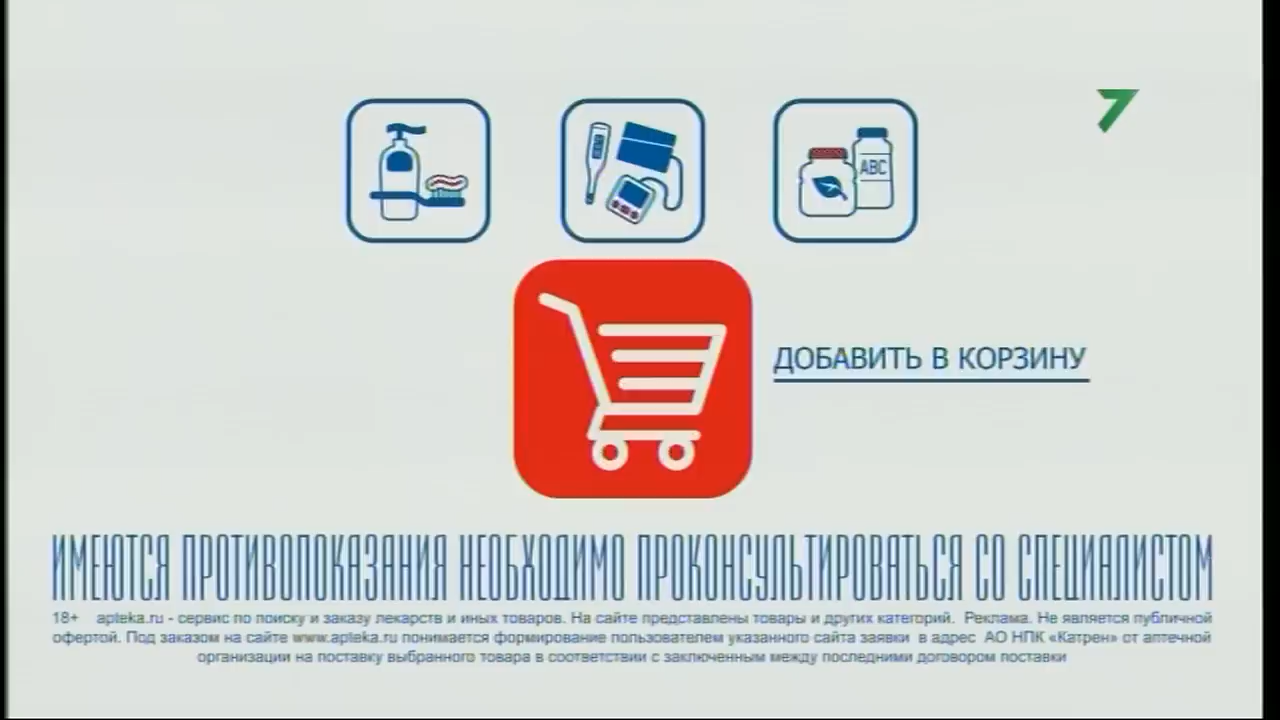 7
ABC
ДОБАВИТЬ В КОРЗИНУ
ИМЕЮТСЯ ПРОТИВОПОКАЗАНИЯ НЕОБХОДИМО ПРОКОНСУЛЬТИРОВАТЬСЯ СО СПЕЦИАЛИСТОМ
18+ apteka.ru - сервис по поиску и заказу лекарств и иных товаров. На сайте представлены товары и других категорий. Реклама. Не является публичной
офертой. Под заказом на сайте www.apteka.ru понимается формирование пользователем указанного сайта заявки в адрес АО НПК «Катрен» от аптечной
организации на поставку выбранного товара в соответствии с заключенным между последними договором поставки